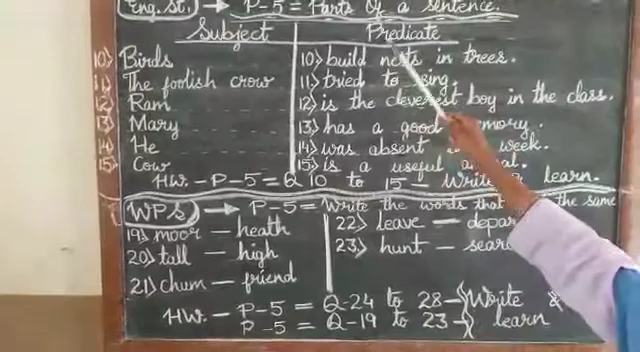 Eng. St. → P-5 = Parts Of a sentence.
Subject Predicate
10) Birds 10) build nests in trees.
11) The foolish crow 11) tried to sing.
12) Ram 12) is the cleverest boy in the class.
13) Mary 13) has a good memory.
14) He 14) was absent week.
15) Cow 15) is a useful
HW. - P-5 = Q 10 to 15 - Write & learn.
WPS → P-5 = Write the words that the same
19) moor - heath
20) tall - high
21) chum - friend
22) leave -
23) hunt -
HW. - P-5 = Q-24 to 28 - Write &
P-5 = Q-19 to 23 - learn